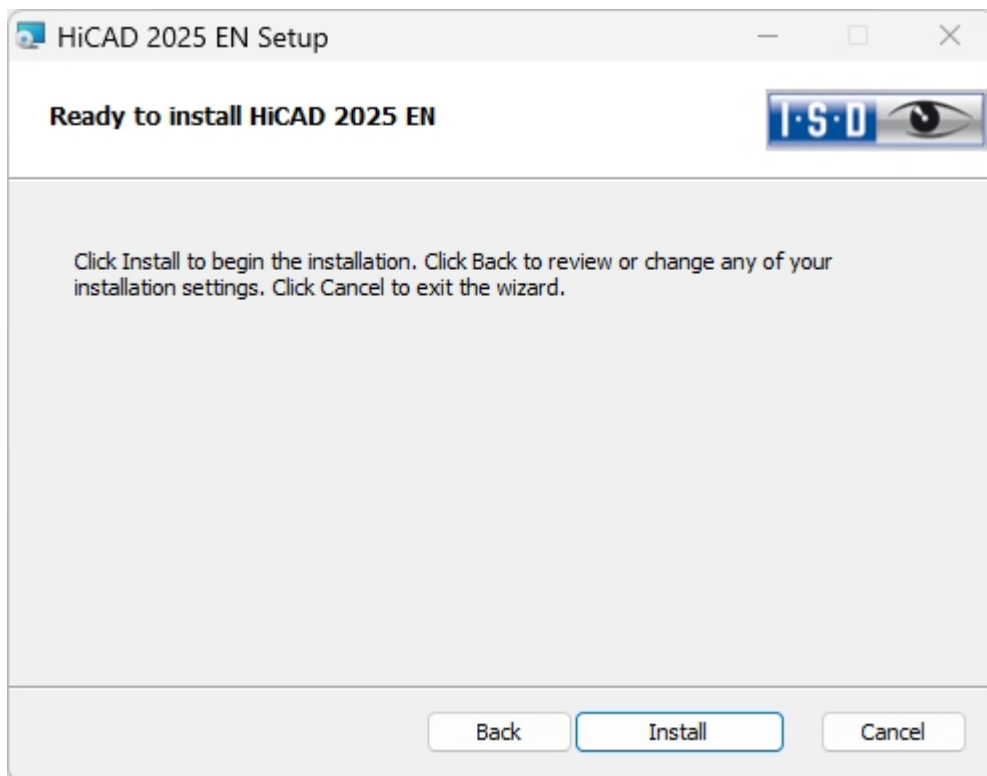 HiCAD 2025 EN Setup
Ready to install HiCAD 2025 EN
I·S·D
Click Install to begin the installation. Click Back to review or change any of your
installation settings. Click Cancel to exit the wizard.
Back Install Cancel